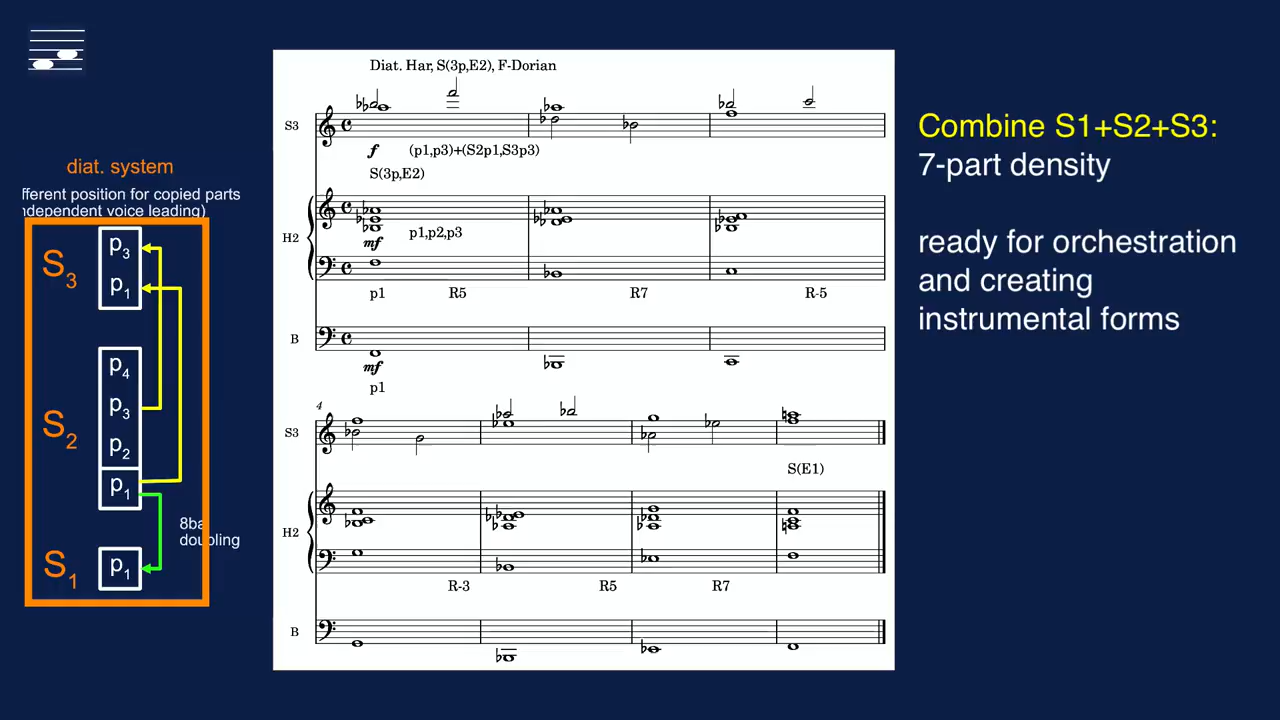 diat. system
fferent position for copied parts
ndependent voice leading)
S3
p3
p1
S2
p4
p3
p2
p1
8ba
doubling
S1
p1
Diat. Har, S(3p,E2), F-Dorian
S3
f (p1,p3)+(S2p1,S3p3)
S(3p,E2)
H2
mf p1,p2,p3
p1 R5 R7 R-5
B
mf
p1
4
S3
S(E1)
H2
R-3 R5 R7
B
Combine S1+S2+S3:
7-part density
ready for orchestration
and creating
instrumental forms